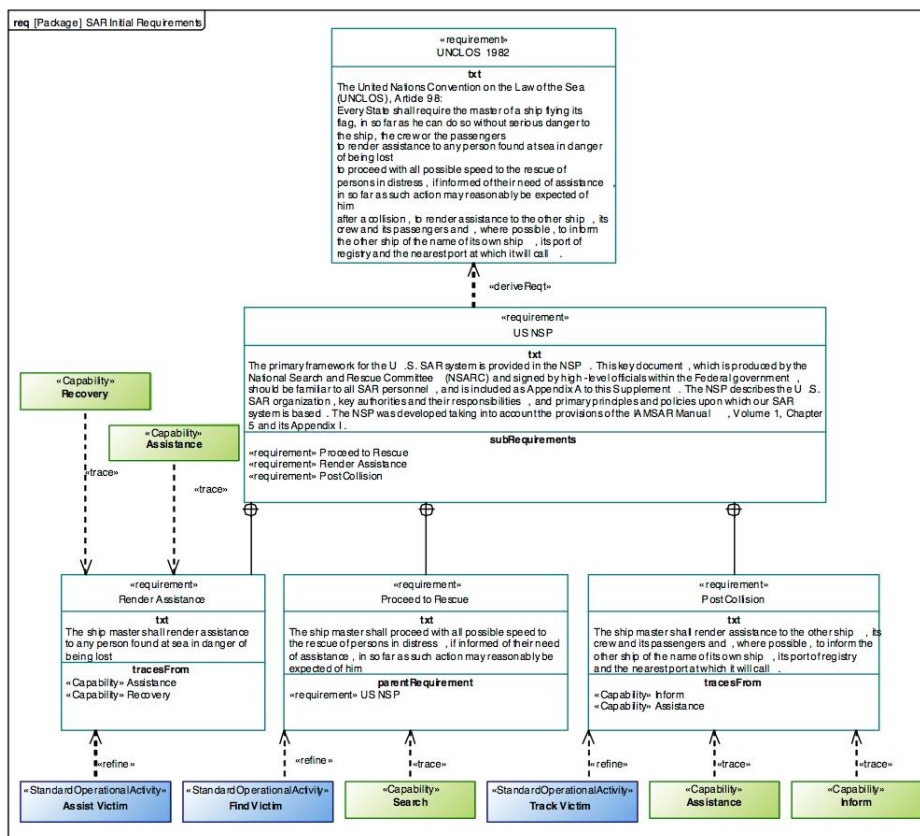 req [Package] SAR Initial Requirements
«requirement»
UNCLOS 1982
txt
The United Nations Convention on the Law of the Sea
(UNCLOS), Article 98:
Every State shall require the master of a ship flying its
flag, in so far as he can do so without serious danger to
the ship, the crew or the passengers
to render assistance to any person found at sea in danger
of being lost
to proceed with all possible speed to the rescue of
persons in distress , if informed of their need of assistance ,
in so far as such action may reasonably be expected of
him
after a collision , to render assistance to the other ship , its
crew and its passengers and , where possible , to inform
the other ship of the name of its own ship , its port of
registry and the nearest port at which it will call .
«deriveReqt»
«requirement»
US NSP
txt
The primary framework for the U .S. SAR system is provided in the NSP . This key document , which is produced by the
National Search and Rescue Committee (NSARC) and signed by high -level officials within the Federal government ,
should be familiar to all SAR personnel , and is included as Appendix A to this Supplement . The NSP describes the U .S.
SAR organization , key authorities and their responsibilities , and primary principles and policies upon which our SAR
system is based . The NSP was developed taking into account the provisions of the IAMSAR Manual , Volume 1, Chapter
5 and its Appendix I .
subRequirements
«requirement» Proceed to Rescue
«requirement» Render Assistance
«requirement» Post Collision
«Capability»
Recovery
«Capability»
Assistance
«trace»
«trace»
«requirement»
Render Assistance
txt
The ship master shall render assistance
to any person found at sea in danger of
being lost
tracesFrom
«Capability» Assistance
«Capability» Recovery
«requirement»
Proceed to Rescue
txt
The ship master shall proceed with all possible speed to
the rescue of persons in distress , if informed of their need
of assistance , in so far as such action may reasonably be
expected of him
parentRequirement
«requirement» US NSP
«requirement»
Post Collision
txt
The ship master shall render assistance to the other ship , its
crew and its passengers and , where possible , to inform the
other ship of the name of its own ship , its port of registry
and the nearest port at which it will call .
tracesFrom
«Capability» Inform
«Capability» Assistance
«refine»
«refine»
«trace»
«refine»
«trace»
«trace»
«StandardOperationalActivity»
Assist Victim
«StandardOperationalActivity»
Find Victim
«Capability»
Search
«StandardOperationalActivity»
Track Victim
«Capability»
Assistance
«Capability»
Inform